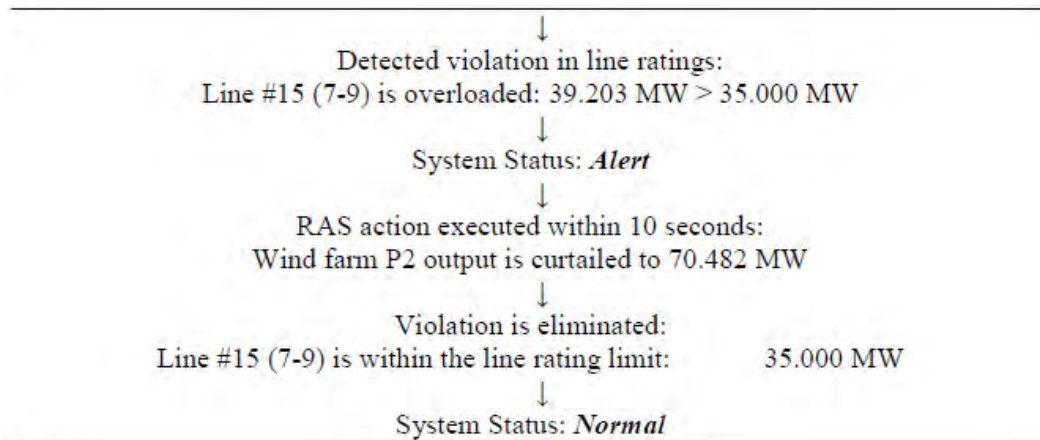 ↓
Detected violation in line ratings:
Line #15 (7-9) is overloaded: 39.203 MW > 35.000 MW
↓
System Status: Alert
↓
RAS action executed within 10 seconds:
Wind farm P2 output is curtailed to 70.482 MW
↓
Violation is eliminated:
Line #15 (7-9) is within the line rating limit: 35.000 MW
↓
System Status: Normal